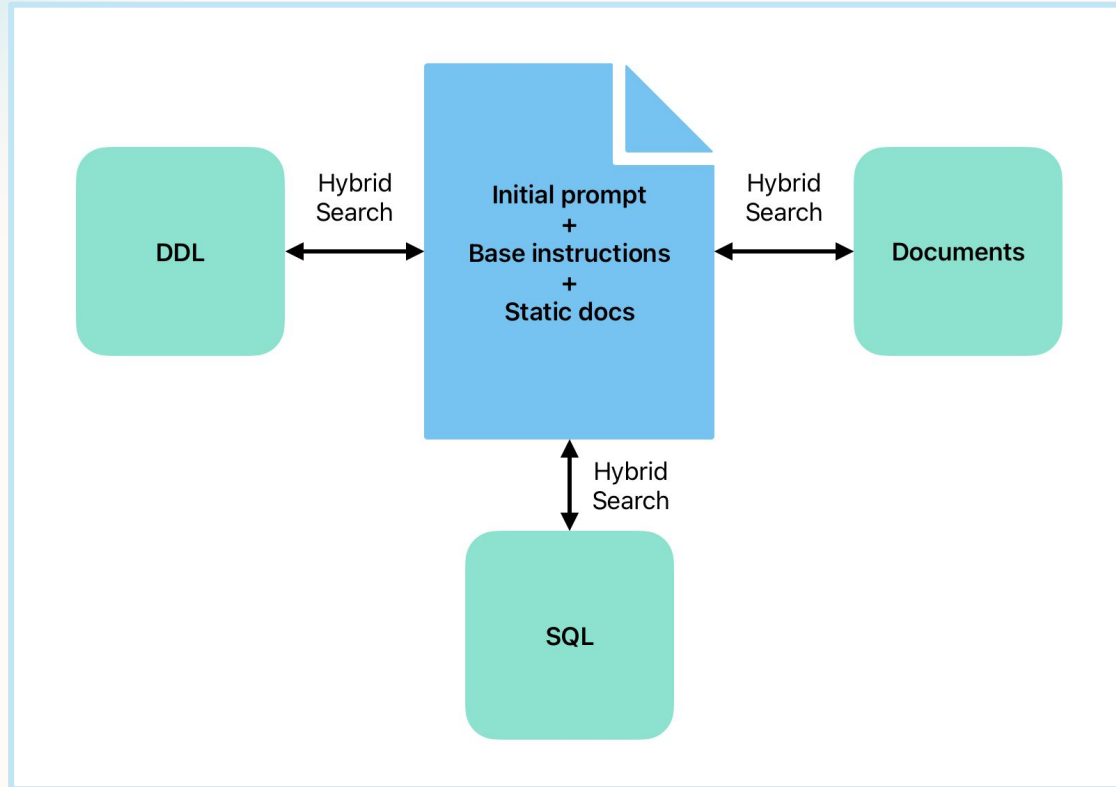 Hybrid
Search
Initial prompt
+
Base instructions
+
Static docs
Hybrid
Search
DDL
Documents
Hybrid
Search
SQL